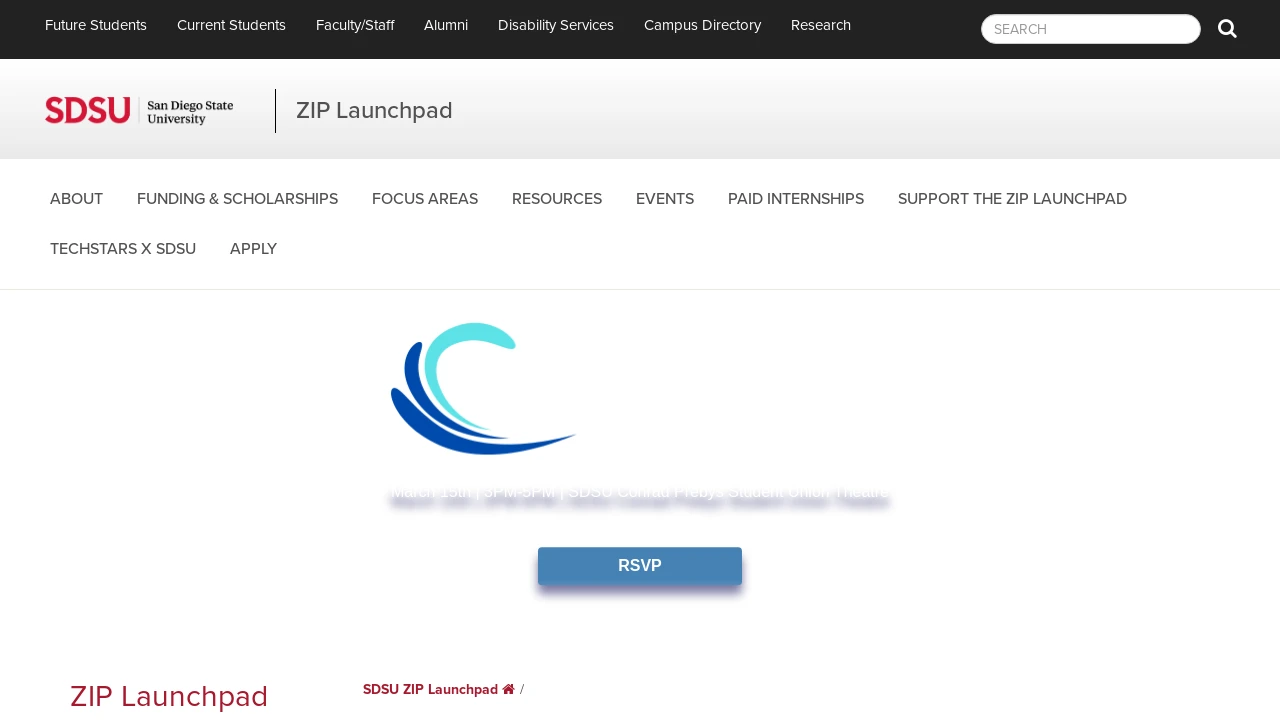 Future Students Current Students Faculty/Staff Alumni Disability Services Campus Directory Research SEARCH
SDSU San Diego State University ZIP Launchpad
ABOUT FUNDING & SCHOLARSHIPS FOCUS AREAS RESOURCES EVENTS PAID INTERNSHIPS SUPPORT THE ZIP LAUNCHPAD
TECHSTARS X SDSU APPLY
March 15th | 3PM-5PM | SDSU Conrad Prebys Student Union Theatre
RSVP
ZIP Launchpad
SDSU ZIP Launchpad /